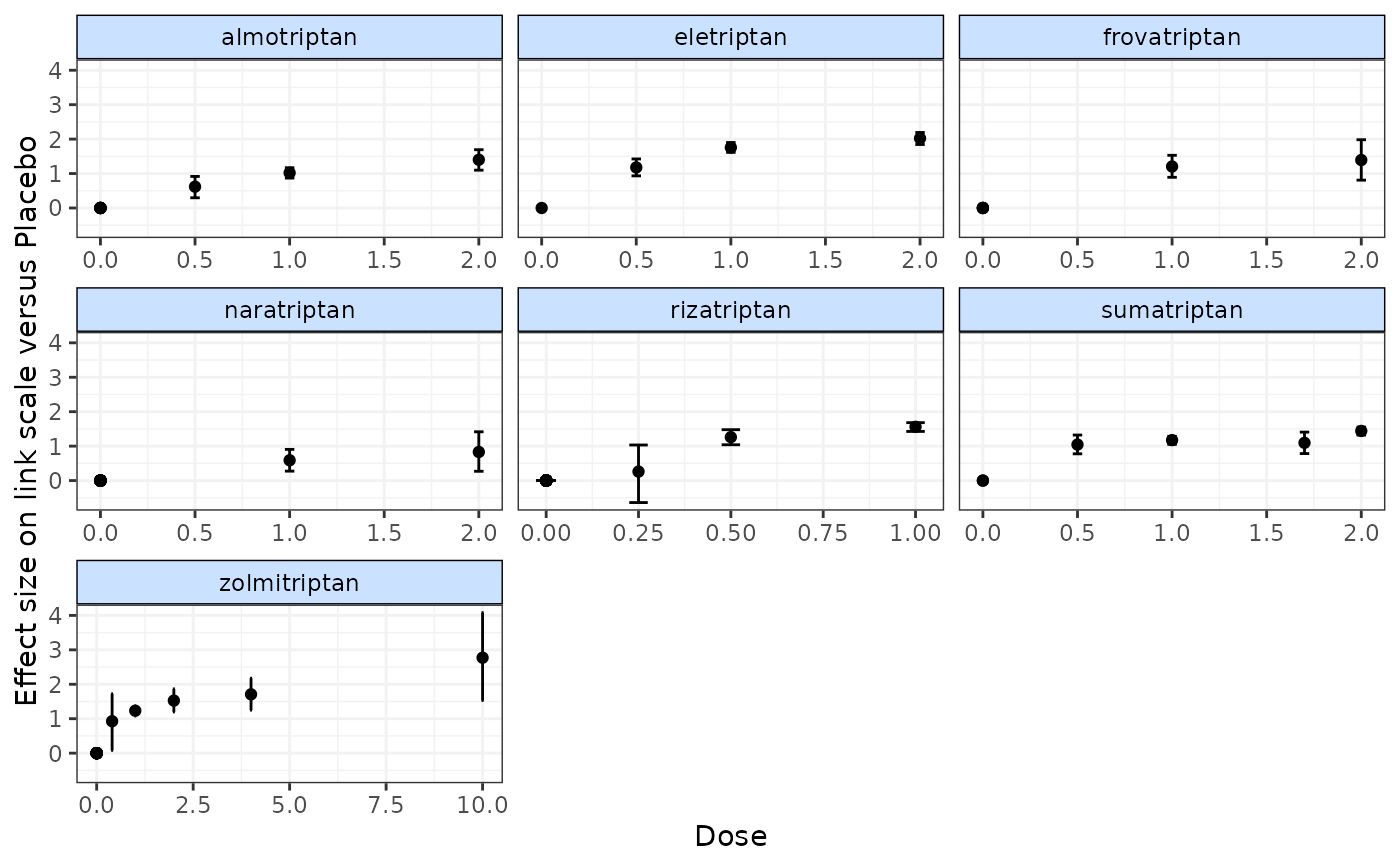 almotriptan eletriptan frovatriptan
4
3
2
1
0
0.0 0.5 1.0 1.5 2.0 0.0 0.5 1.0 1.5 2.0 0.0 0.5 1.0 1.5 2.0
naratriptan rizatriptan sumatriptan
4
3
2
1
0
0.0 0.5 1.0 1.5 2.0 0.00 0.25 0.50 0.75 1.00 0.0 0.5 1.0 1.5 2.0
zolmitriptan
4
3
2
1
0
0.0 2.5 5.0 7.5 10.0
Effect size on link scale versus Placebo
Dose